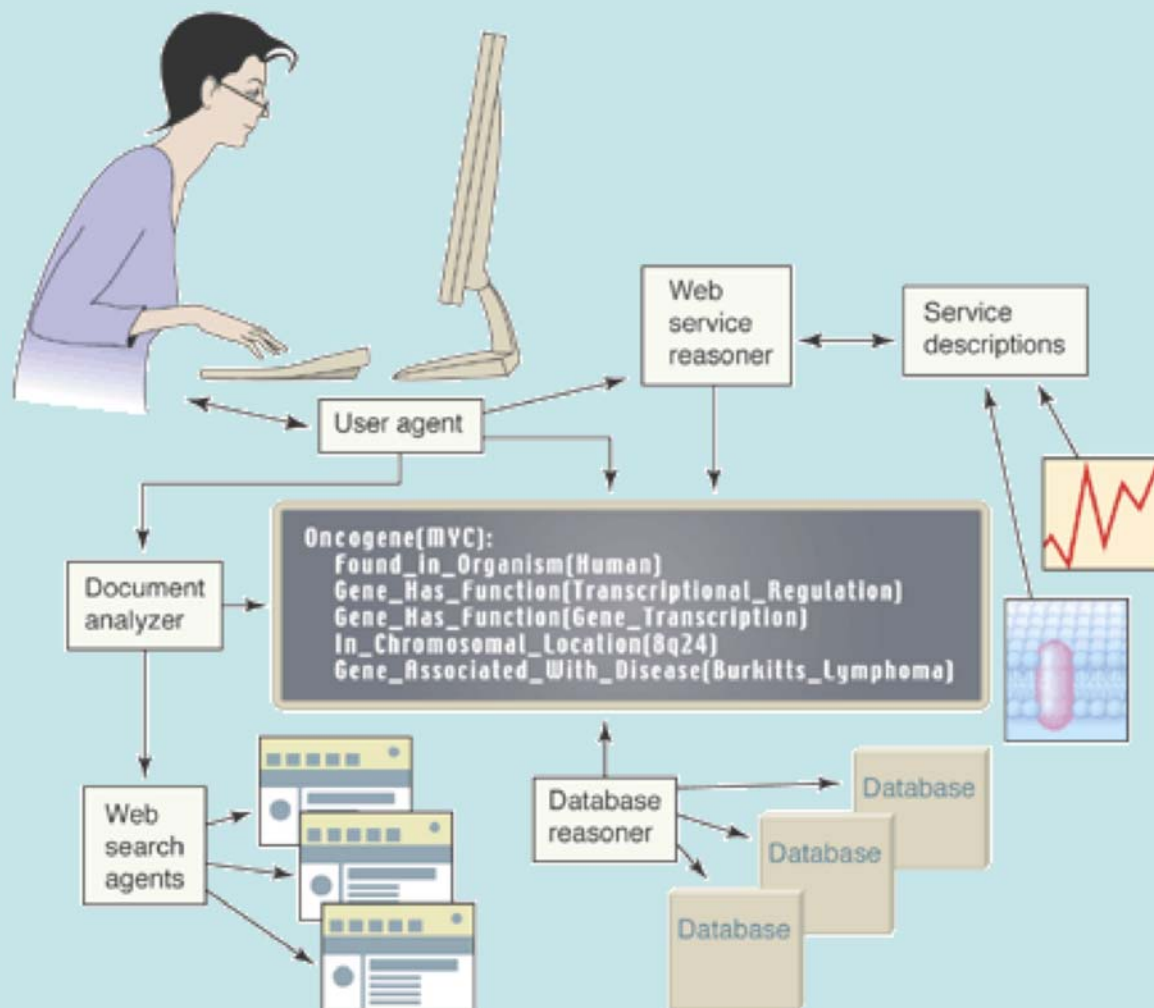 Web
service
reasoner
Service
descriptions
User agent
Oncogene(MYC):
Found_in_Organism(Human)
Gene_Has_Function(Transcriptional_Regulation)
Gene_Has_Function(Gene_Transcription)
In_Chromosomal_Location(8q24)
Gene_Associated_With_Disease(Burkitts_Lymphoma)
Document
analyzer
Web
search
agents
Database
reasoner
Database
Database
Database